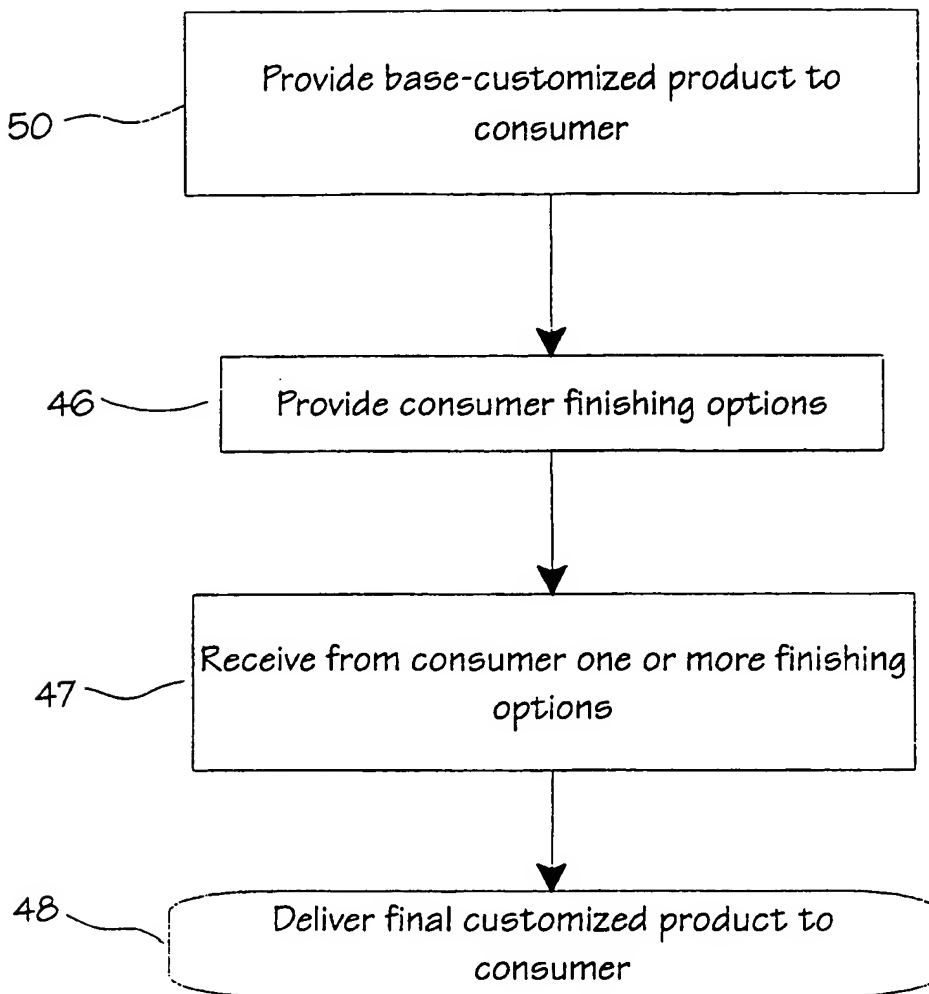 Provide base-customized product to
consumer
50
46
Provide consumer finishing options
Receive from consumer one or more finishing
options
47
48
Deliver final customized product to
consumer